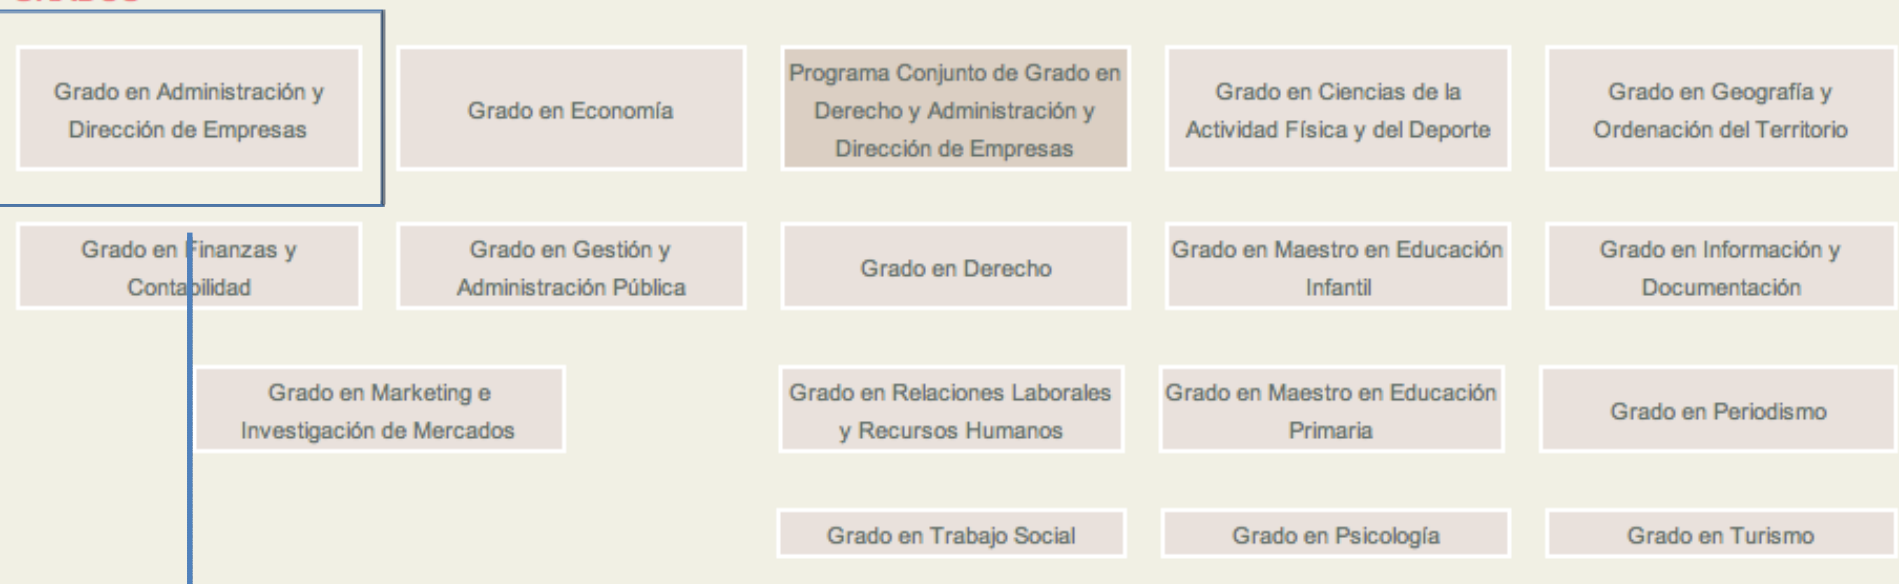 Grado en Administración y
Dirección de Empresas
Grado en Economía
Programa Conjunto de Grado en
Derecho y Administración y
Dirección de Empresas
Grado en Ciencias de la
Actividad Física y del Deporte
Grado en Geografía y
Ordenación del Territorio
Grado en Finanzas y
Contabilidad
Grado en Gestión y
Administración Pública
Grado en Derecho
Grado en Maestro en Educación
Infantil
Grado en Información y
Documentación
Grado en Marketing e
Investigación de Mercados
Grado en Relaciones Laborales
y Recursos Humanos
Grado en Maestro en Educación
Primaria
Grado en Periodismo
Grado en Trabajo Social
Grado en Psicología
Grado en Turismo